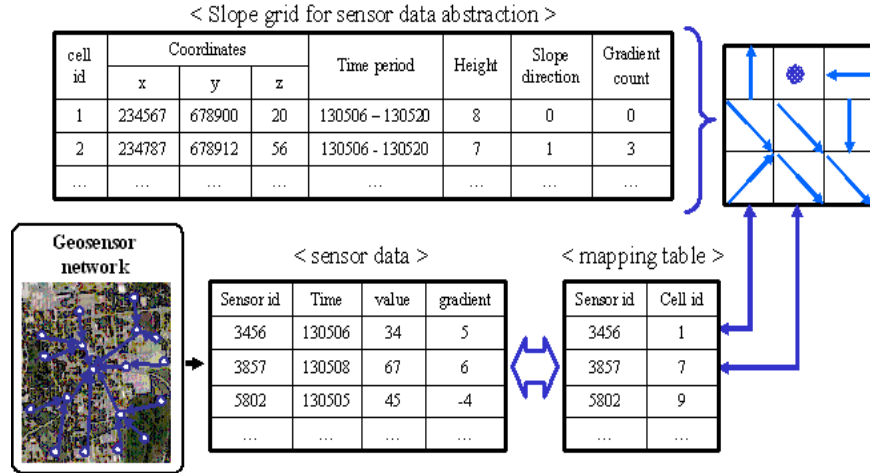 < Slope grid for sensor data abstraction >
cell id Coordinates Time period Height Slope direction Gradient count
x y z
1 234567 678900 20 130506 – 130520 8 0 0
2 234787 678912 56 130506 - 130520 7 1 3
... ... ... ... ... ... ... ...
Geosensor
network
< sensor data >
Sensor id Time value gradient
3456 130506 34 5
3857 130508 67 6
5802 130505 45 -4
... ... ... ...
< mapping table >
Sensor id Cell id
3456 1
3857 7
5802 9
... ...